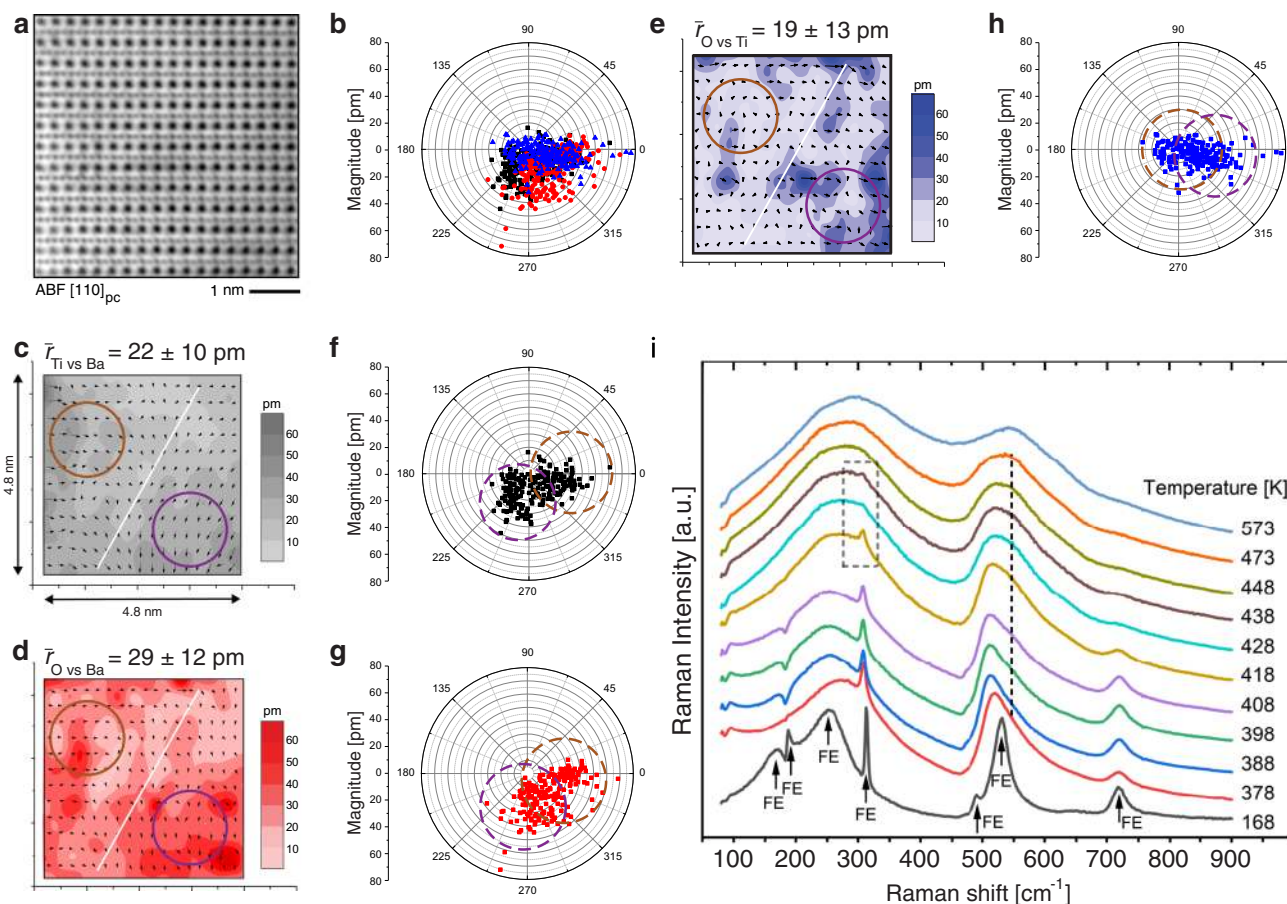 a
ABF [110]pc
1 nm
b
Magnitude [pm]
80
60
40
20
0
20
40
60
80
90
135
45
180
0
225
315
270
e
r̄O vs Ti = 19 ± 13 pm
pm
60
50
40
30
20
10
h
Magnitude [pm]
80
60
40
20
0
20
40
60
80
90
135
45
180
0
225
315
270
c
r̄Ti vs Ba = 22 ± 10 pm
4.8 nm
4.8 nm
pm
60
50
40
30
20
10
f
Magnitude [pm]
80
60
40
20
0
20
40
60
80
90
135
45
180
0
225
315
270
d
r̄O vs Ba = 29 ± 12 pm
pm
60
50
40
30
20
10
g
Magnitude [pm]
80
60
40
20
0
20
40
60
80
90
135
45
180
0
225
315
270
i
Raman Intensity [a.u.]
Temperature [K]
573
473
448
438
428
418
408
398
388
378
168
FE
FE
FE
FE
FE
FE
FE
100 200 300 400 500 600 700 800 900
Raman shift [cm-1]